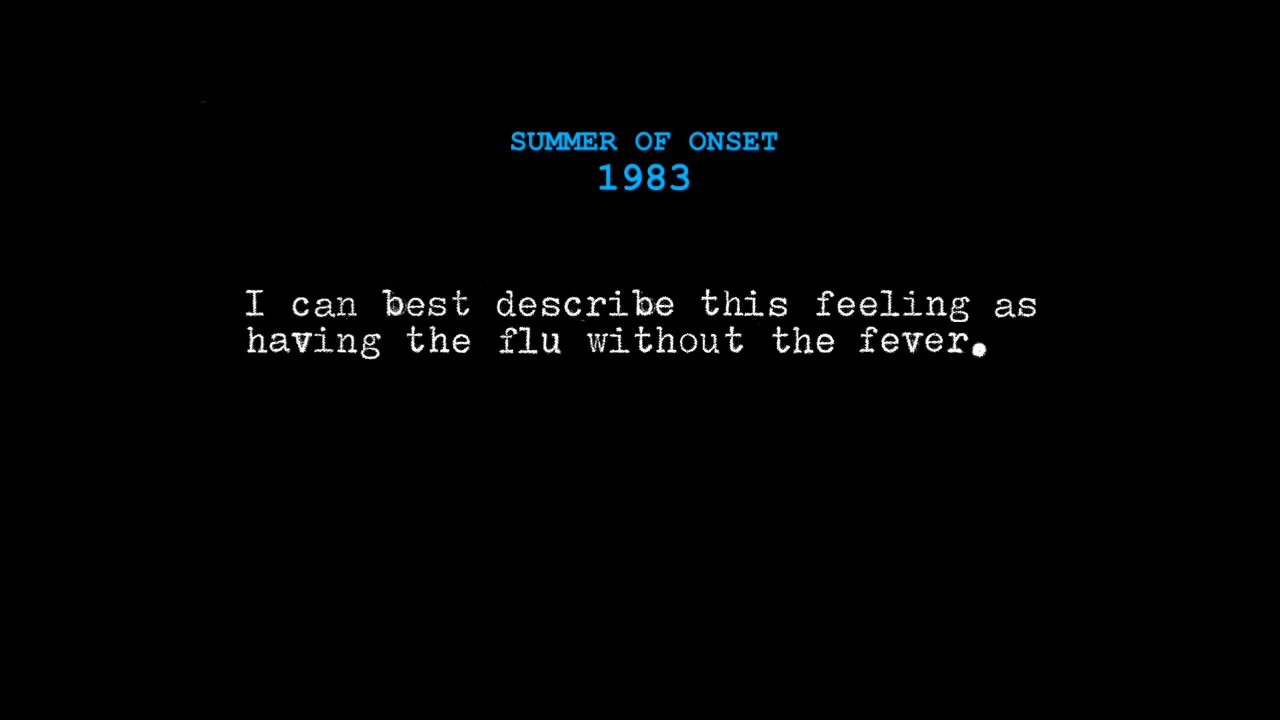 SUMMER OF ONSET
1983
I can best describe this feeling as
having the flu without the fever.